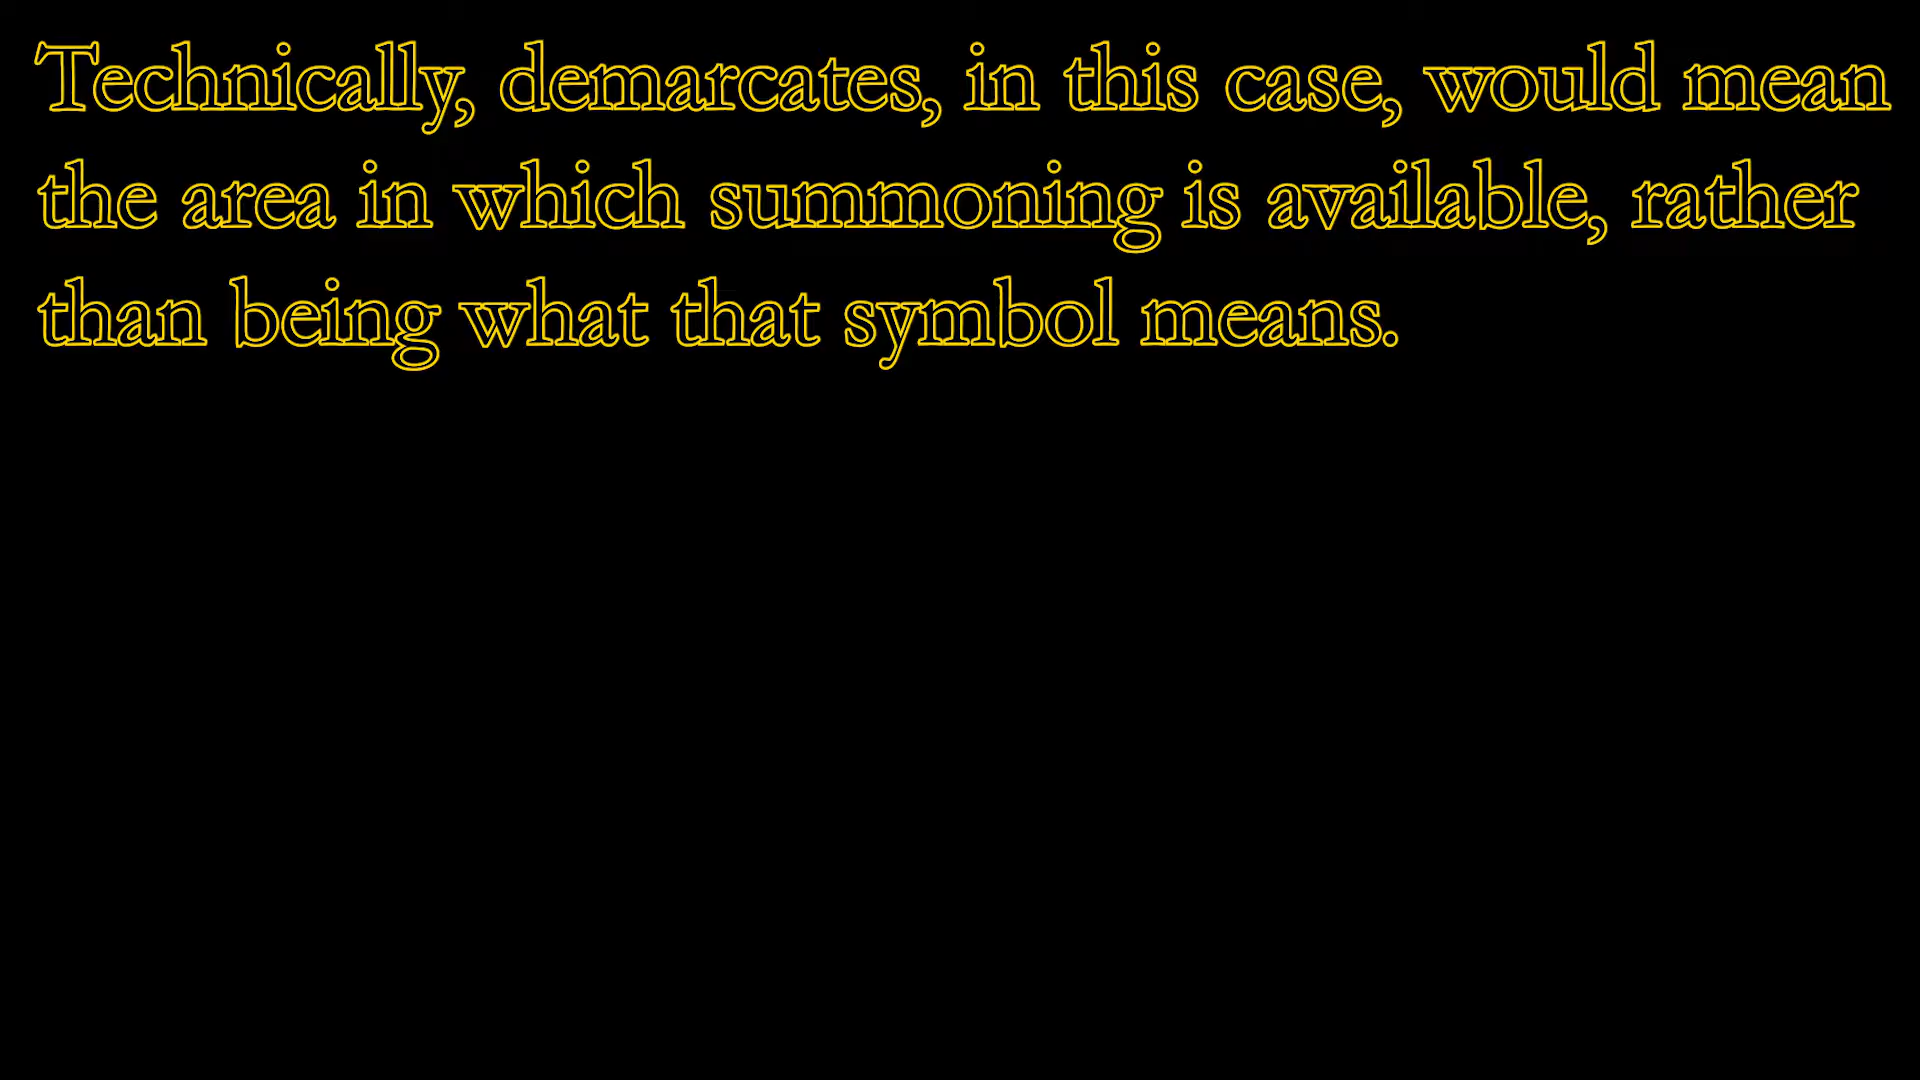 Technically, demarcates, in this case, would mean
the area in which summoning is available, rather
than being what that symbol means.